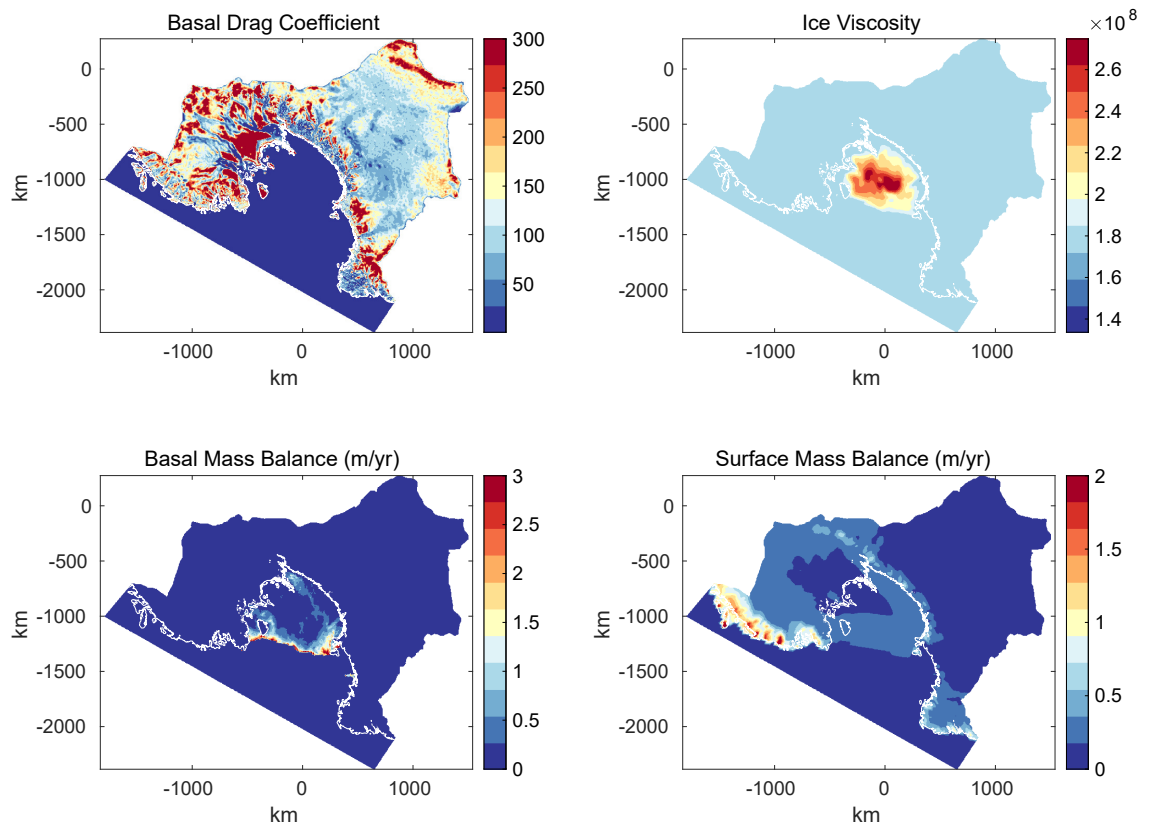 Basal Drag Coefficient
km
0
-500
-1000
-1500
-2000
-1000 0 1000
km
300
250
200
150
100
50
Ice Viscosity
×10⁸
km
0
-500
-1000
-1500
-2000
-1000 0 1000
km
2.6
2.4
2.2
2
1.8
1.6
1.4
Basal Mass Balance (m/yr)
km
0
-500
-1000
-1500
-2000
-1000 0 1000
km
3
2.5
2
1.5
1
0.5
0
Surface Mass Balance (m/yr)
km
0
-500
-1000
-1500
-2000
-1000 0 1000
km
2
1.5
1
0.5
0